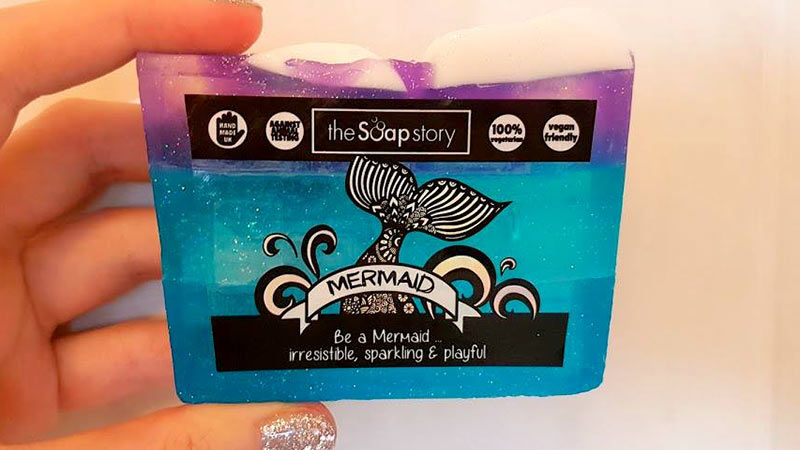 HAND
MADE
UK
AGAINST
ANIMAL
TESTING
the Soap story
100%
vegetarian
vegan
friendly
MERMAID
Be a Mermaid ...
irresistible, sparkling & playful